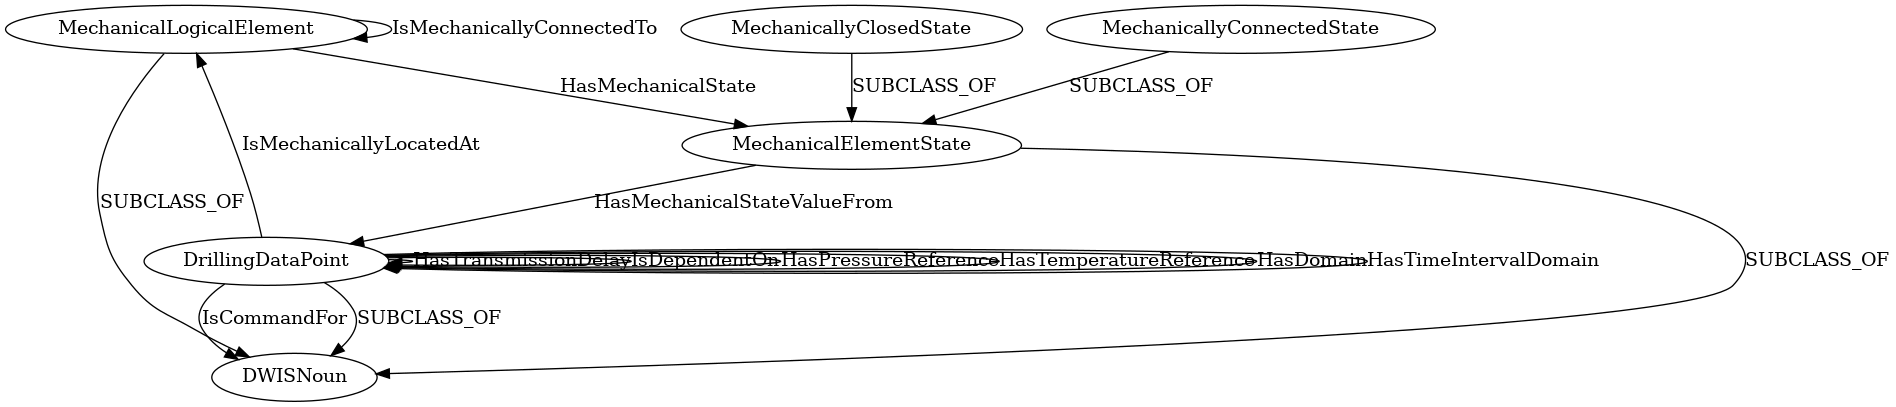 MechanicalLogicalElement
IsMechanicallyConnectedTo
MechanicallyClosedState
MechanicallyConnectedState
HasMechanicalState
SUBCLASS_OF
SUBCLASS_OF
IsMechanicallyLocatedAt
MechanicalElementState
SUBCLASS_OF
HasMechanicalStateValueFrom
DrillingDataPoint
HasTransmissionDelay
IsDependentOn
HasPressureReference
HasTemperatureReference
HasDomain
HasTimeIntervalDomain
SUBCLASS_OF
IsCommandFor
SUBCLASS_OF
DWISNoun